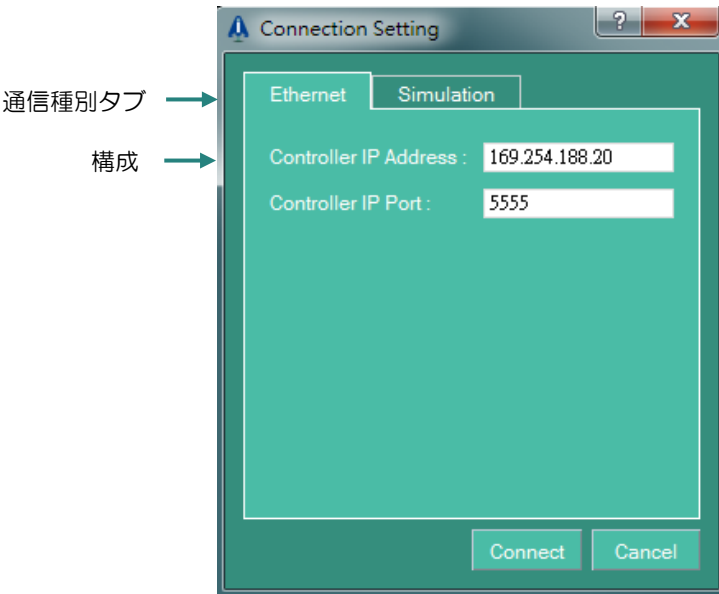 Connection Setting
? x
通信種別タブ
Ethernet Simulation
構成
Controller IP Address : 169.254.188.20
Controller IP Port : 5555
Connect Cancel